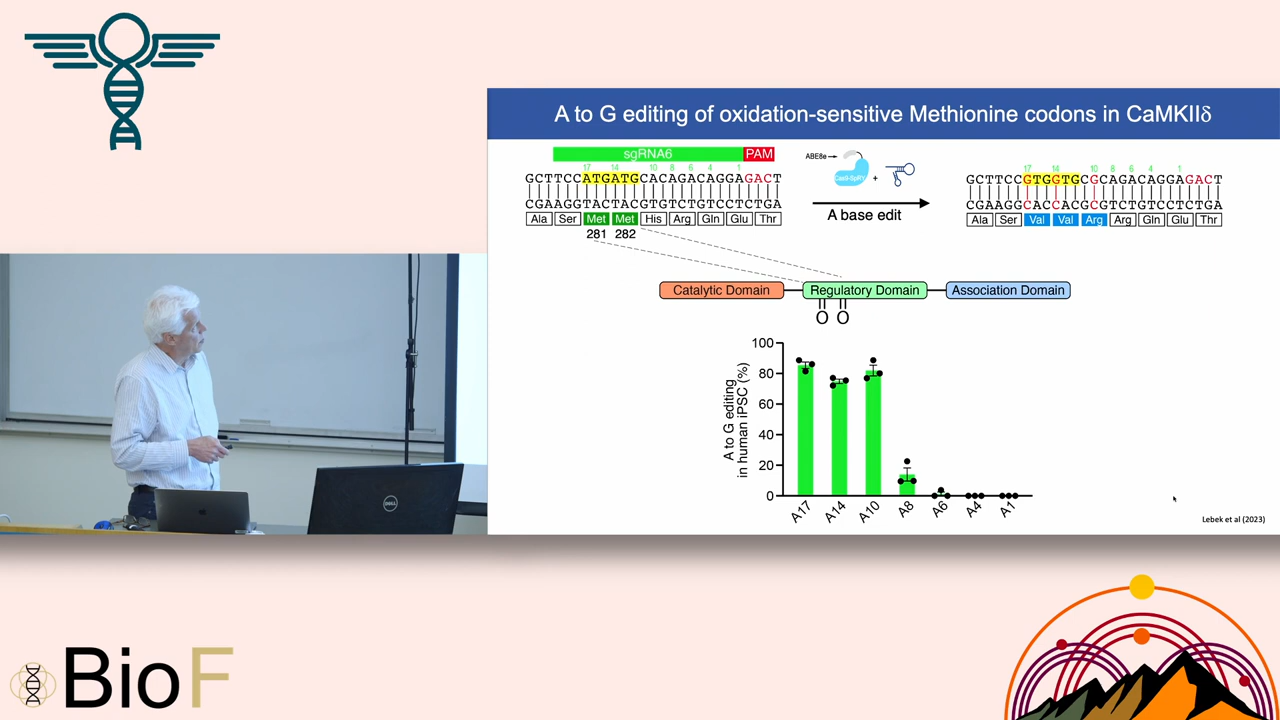 A to G editing of oxidation-sensitive Methionine codons in CaMKIIδ
sgRNA6 PAM
17 14 10 8 6 4 1
GCTTCCATGATGCACAGACAGGAGACT
CGAAGGTACTACGTGTCTGTCCTCTGA
Ala Ser Met Met His Arg Gln Glu Thr
281 282
ABE8e
Cas9-SpRY +
A base edit
17 14 10 8 6 4 1
GCTTCCGTGGTGCGCAGACAGGAGACT
CGAAGGCACCACGCGTCTGTCCTCTGA
Ala Ser Val Val Arg Arg Gln Glu Thr
Catalytic Domain Regulatory Domain Association Domain
O O
A to G editing
in human iPSC (%)
100
80
60
40
20
0
A17 A14 A10 A8 A6 A4 A1
Lebek et al (2023)
DELL
BioF